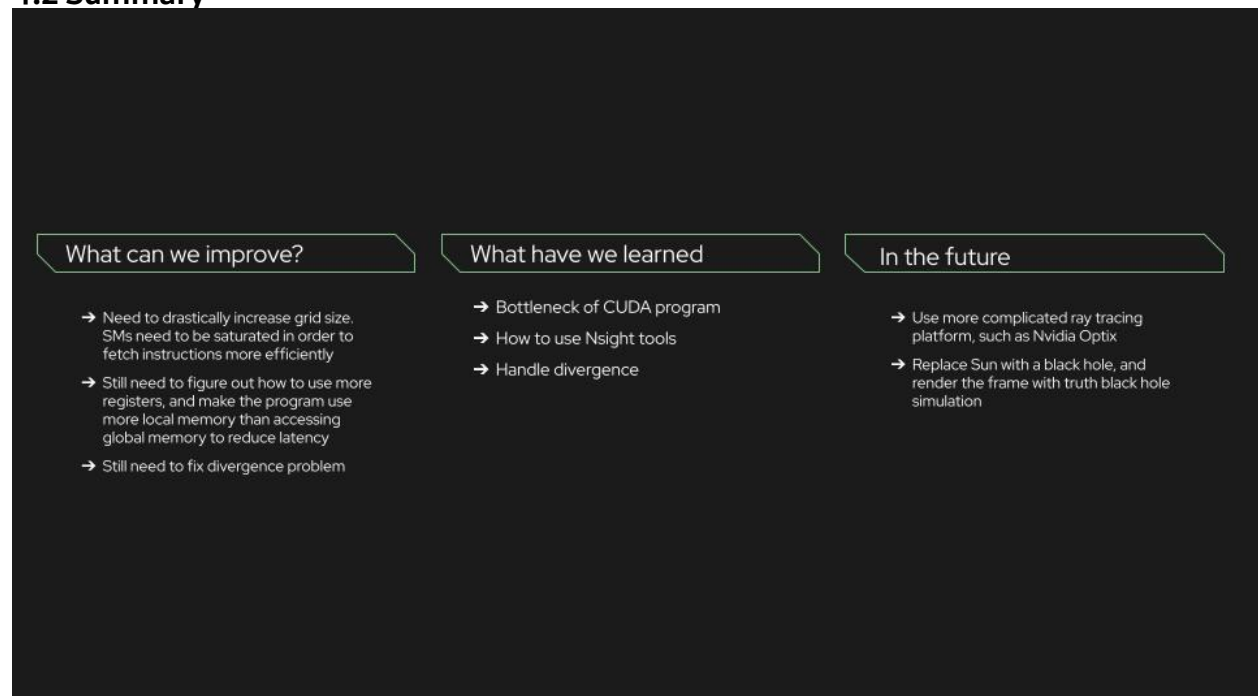 4.2 Summary
What can we improve?
→ Need to drastically increase grid size.
SMs need to be saturated in order to
fetch instructions more efficiently
→ Still need to figure out how to use more
registers, and make the program use
more local memory than accessing
global memory to reduce latency
→ Still need to fix divergence problem
What have we learned
→ Bottleneck of CUDA program
→ How to use Nsight tools
→ Handle divergence
In the future
→ Use more complicated ray tracing
platform, such as Nvidia Optix
→ Replace Sun with a black hole, and
render the frame with truth black hole
simulation